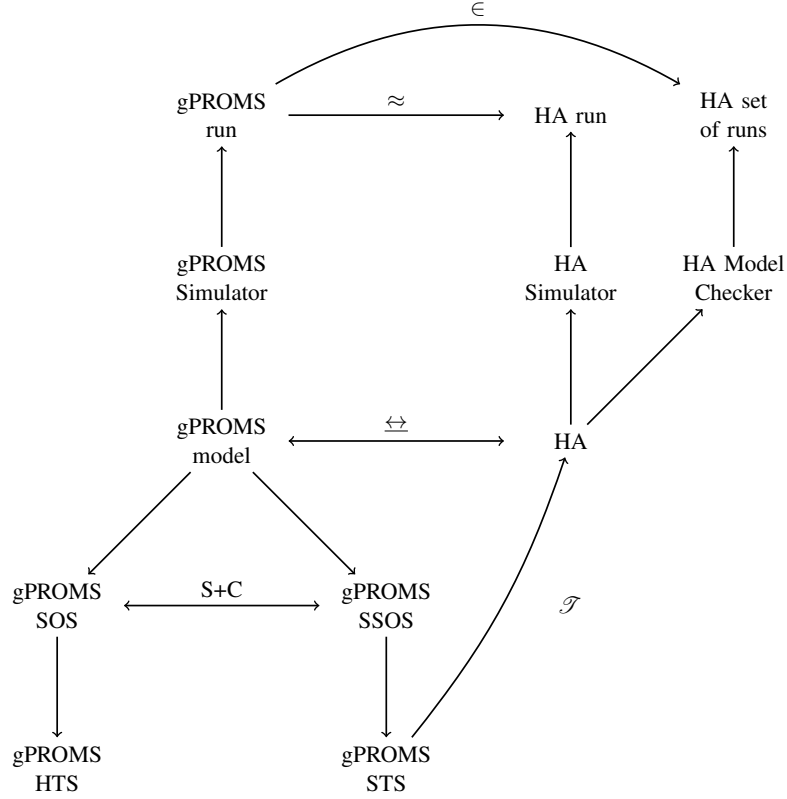 ∈
gPROMS
run
≈
HA run
HA set
of runs
gPROMS
Simulator
HA
Simulator
HA Model
Checker
gPROMS
model
↔
HA
gPROMS
SOS
S+C
gPROMS
SSOS
𝒯
gPROMS
HTS
gPROMS
STS